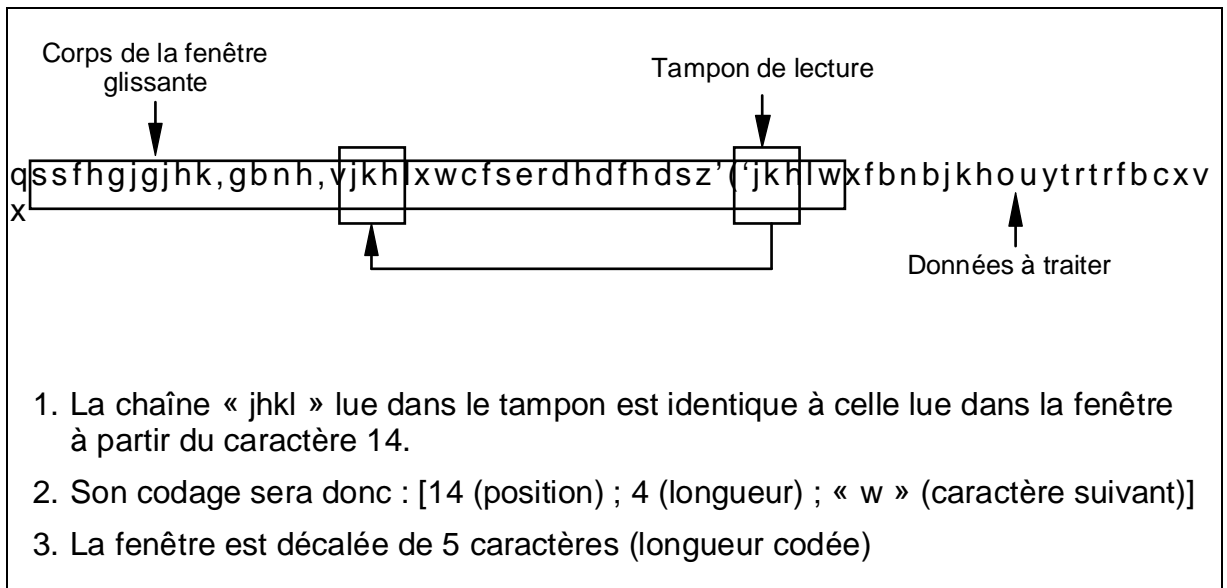 Corps de la fenêtre
glissante
Tampon de lecture
qssfhgjgjhk,gbnh,vjkhlxwcfserdhdfhdsz’(‘jkhlwxfbnbjkhouytrtrfbcxv
x
Données à traiter
1. La chaîne « jhkl » lue dans le tampon est identique à celle lue dans la fenêtre
à partir du caractère 14.
2. Son codage sera donc : [14 (position) ; 4 (longueur) ; « w » (caractère suivant)]
3. La fenêtre est décalée de 5 caractères (longueur codée)